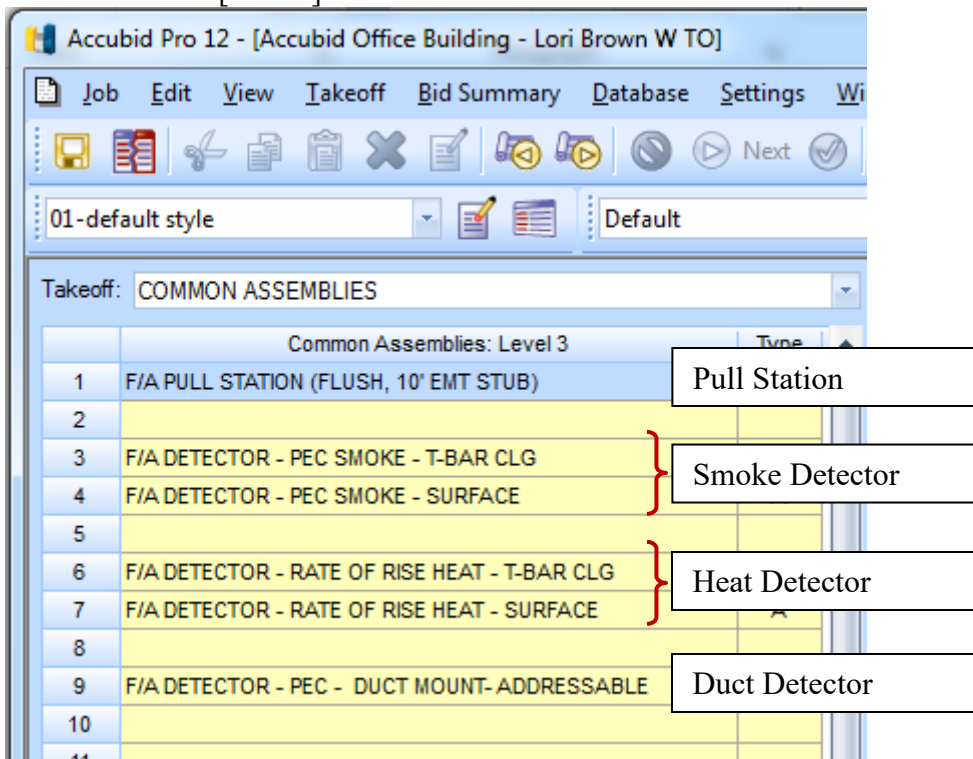 Accubid Pro 12 - [Accubid Office Building - Lori Brown W TO]
Job Edit View Takeoff Bid Summary Database Settings Wi
Next
01-default style Default
Takeoff: COMMON ASSEMBLIES
Common Assemblies: Level 3 Type
1 F/A PULL STATION (FLUSH, 10' EMT STUB) Pull Station
2
3 F/A DETECTOR - PEC SMOKE - T-BAR CLG
4 F/A DETECTOR - PEC SMOKE - SURFACE
Smoke Detector
5
6 F/A DETECTOR - RATE OF RISE HEAT - T-BAR CLG
7 F/A DETECTOR - RATE OF RISE HEAT - SURFACE
Heat Detector
8
9 F/A DETECTOR - PEC - DUCT MOUNT- ADDRESSABLE Duct Detector
10